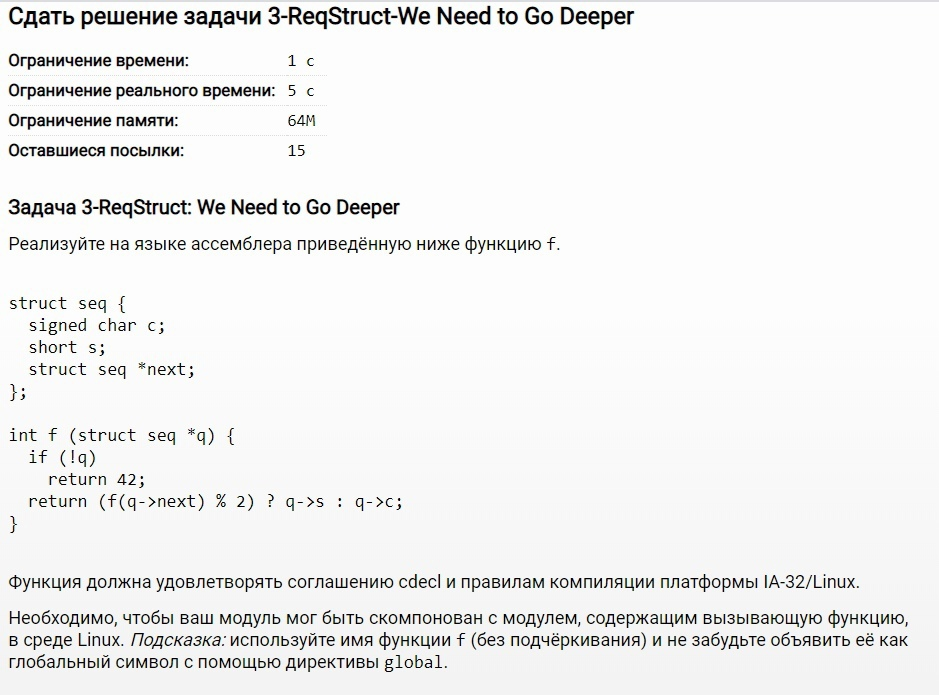 Сдать решение задачи 3-ReqStruct-We Need to Go Deeper
Ограничение времени: 1 с
Ограничение реального времени: 5 с
Ограничение памяти: 64M
Оставшиеся посылки: 15
Задача 3-ReqStruct: We Need to Go Deeper
Реализуйте на языке ассемблера приведённую ниже функцию f.
struct seq {
  signed char c;
  short s;
  struct seq *next;
};
int f (struct seq *q) {
  if (!q)
    return 42;
  return (f(q->next) % 2) ? q->s : q->c;
}
Функция должна удовлетворять соглашению cdecl и правилам компиляции платформы IA-32/Linux.
Необходимо, чтобы ваш модуль мог быть скомпонован с модулем, содержащим вызывающую функцию,
в среде Linux. Подсказка: используйте имя функции f (без подчёркивания) и не забудьте объявить её как
глобальный символ с помощью директивы global.